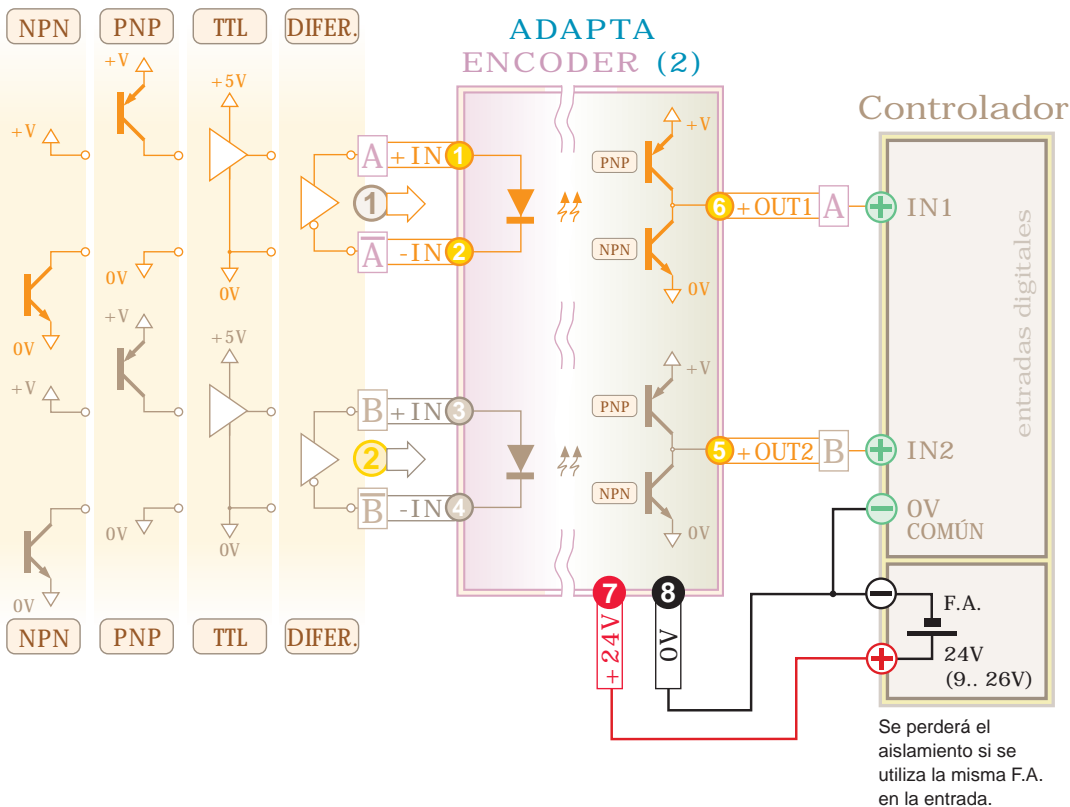 NPN PNP TTL DIFER.
ADAPTA
ENCODER (2)
Controlador
+V
+V
+5V
0V
0V
0V
A +IN 1
1
A̅ -IN 2
+V
+V
+5V
0V
0V
0V
B +IN 3
2
B̅ -IN 4
NPN PNP TTL DIFER.
+V
PNP
NPN
0V
6 +OUT1 A
+ IN1
+V
PNP
NPN
0V
5 +OUT2 B
+ IN2
entradas digitales
− 0V
COMÚN
7 +24V
8 0V
−
+
F.A.
24V
(9.. 26V)
Se perderá el
aislamiento si se
utiliza la misma F.A.
en la entrada.